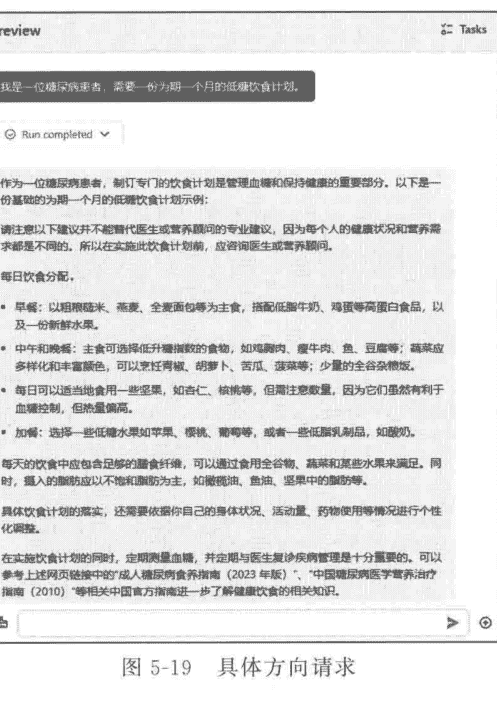 review
Tasks
我是一位糖尿病患者，需要一份为期一个月的低糖饮食计划。
Run completed
作为一位糖尿病患者，制订专门的饮食计划是管理血糖和保持健康的重要部分。以下是一
份基础的为期一个月的低糖饮食计划示例：
请注意以下建议并不能替代医生或营养顾问的专业建议，因为每个人的健康状况和营养需
求都是不同的。所以在实施此饮食计划前，应咨询医生或营养顾问。
每日饮食分配。
• 早餐：以粗粮糙米、燕麦、全麦面包等为主食，搭配低脂牛奶、鸡蛋等高蛋白食品，以
及一份新鲜水果。
• 中午和晚餐：主食可选择低升糖指数的食物，如鸡胸肉、瘦牛肉、鱼、豆腐等；蔬菜应
多样化和丰富颜色，可以烹饪青椒、胡萝卜、苦瓜、菠菜等；少量的全谷杂粮饭。
• 每日可以适当地食用一些坚果，如杏仁、核桃等，但需注意数量，因为它们虽然有利于
血糖控制，但热量偏高。
• 加餐：选择一些低糖水果如苹果、樱桃、葡萄等，或者一些低脂乳制品，如酸奶。
每天的饮食中应包含足够的膳食纤维，可以通过食用全谷物、蔬菜和某些水果来满足。同
时，摄入的脂肪应以不饱和脂肪为主，如橄榄油、鱼油、坚果中的脂肪等。
具体饮食计划的落实，还需要依据你自己的身体状况、活动量、药物使用等情况进行个性
化调整。
在实施饮食计划的同时，定期测量血糖，并定期与医生复诊疾病管理是十分重要的。可以
参考上述网页链接中的“成人糖尿病食养指南（2023 年版）”、“中国糖尿病医学营养治疗
指南（2010）”等相关中国官方指南进一步了解健康饮食的相关知识。
图 5-19 具体方向请求